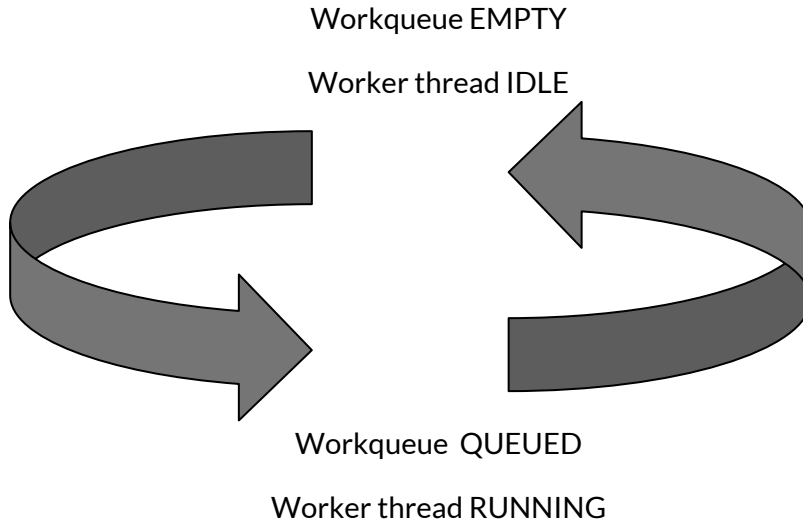 Workqueue EMPTY
Worker thread IDLE
Workqueue  QUEUED
Worker thread RUNNING